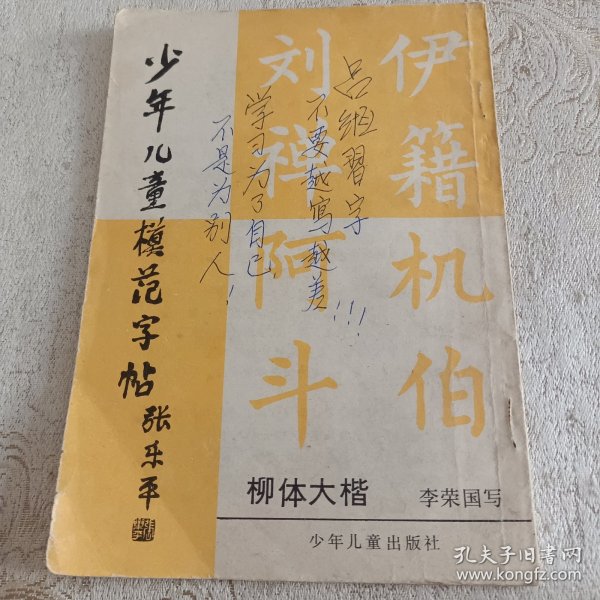 少年儿童模范字帖
张乐平
伊籍机伯
刘禅阿斗
习字
不要越写越差!!!
学习为了自己
不是为别人!
柳体大楷
李荣国写
少年儿童出版社
孔夫子旧书网
www.kongfz.com